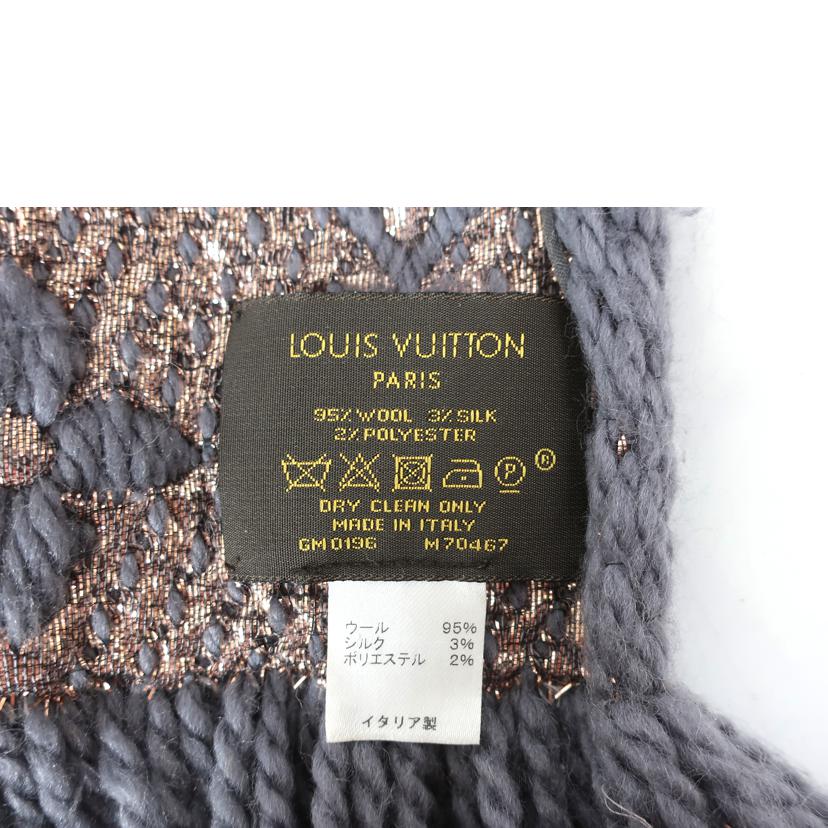 LOUIS VUITTON
PARIS
95% WOOL 3% SILK
2% POLYESTER
P ®
DRY CLEAN ONLY
MADE IN ITALY
GM0196 M70467
ウール 95%
シルク 3%
ポリエステル 2%
イタリア製